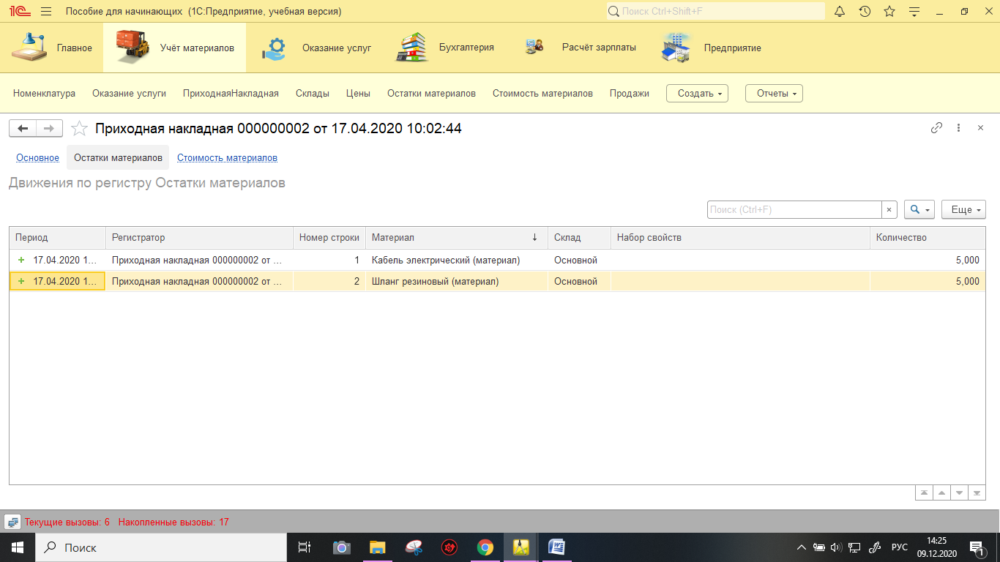 1С Пособие для начинающих (1С:Предприятие, учебная версия) Поиск Ctrl+Shift+F
Главное Учёт материалов Оказание услуг Бухгалтерия Расчёт зарплаты Предприятие
Номенклатура Оказание услуги ПриходнаяНакладная Склады Цены Остатки материалов Стоимость материалов Продажи Создать Отчеты
Приходная накладная 000000002 от 17.04.2020 10:02:44
Основное Остатки материалов Стоимость материалов
Движения по регистру Остатки материалов
Поиск (Ctrl+F) × Еще
Период Регистратор Номер строки Материал ↓ Склад Набор свойств Количество
17.04.2020 1... Приходная накладная 000000002 от ... 1 Кабель электрический (материал) Основной 5,000
17.04.2020 1... Приходная накладная 000000002 от ... 2 Шланг резиновый (материал) Основной 5,000
Текущие вызовы: 6 Накопленные вызовы: 17
Поиск РУС 14:25
09.12.2020 1